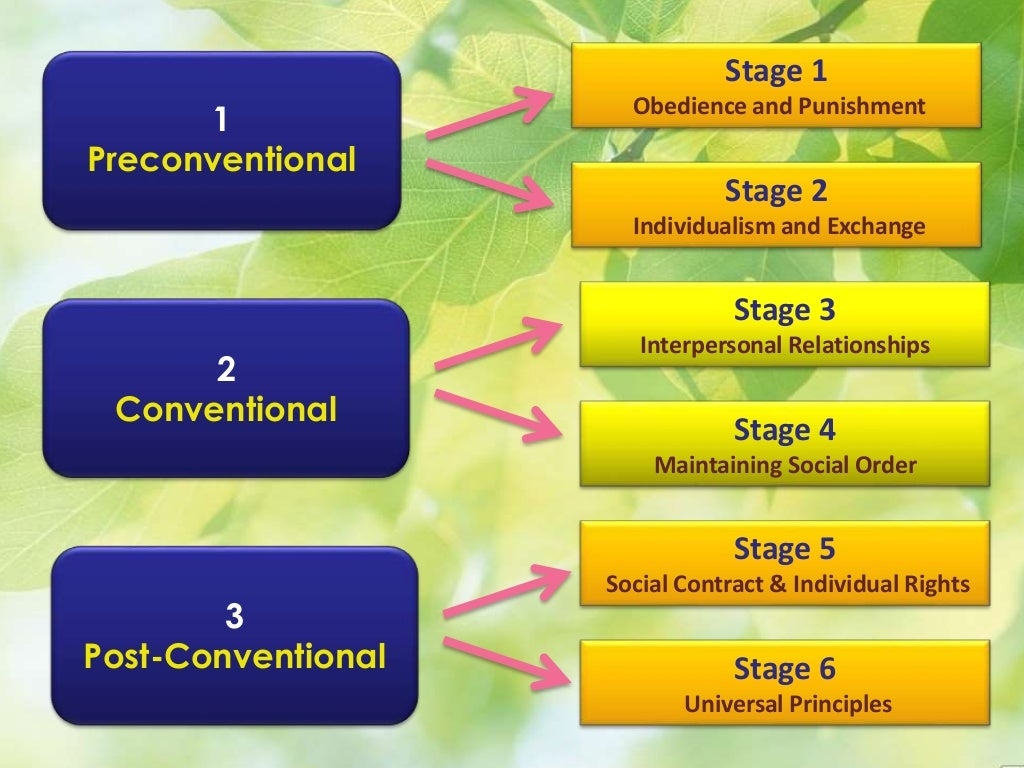 1
Preconventional
Stage 1
Obedience and Punishment
Stage 2
Individualism and Exchange
2
Conventional
Stage 3
Interpersonal Relationships
Stage 4
Maintaining Social Order
3
Post-Conventional
Stage 5
Social Contract & Individual Rights
Stage 6
Universal Principles